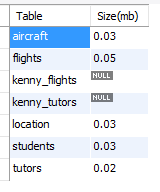 Table Size(mb)
aircraft 0.03
flights 0.05
kenny_flights NULL
kenny_tutors NULL
location 0.03
students 0.03
tutors 0.02